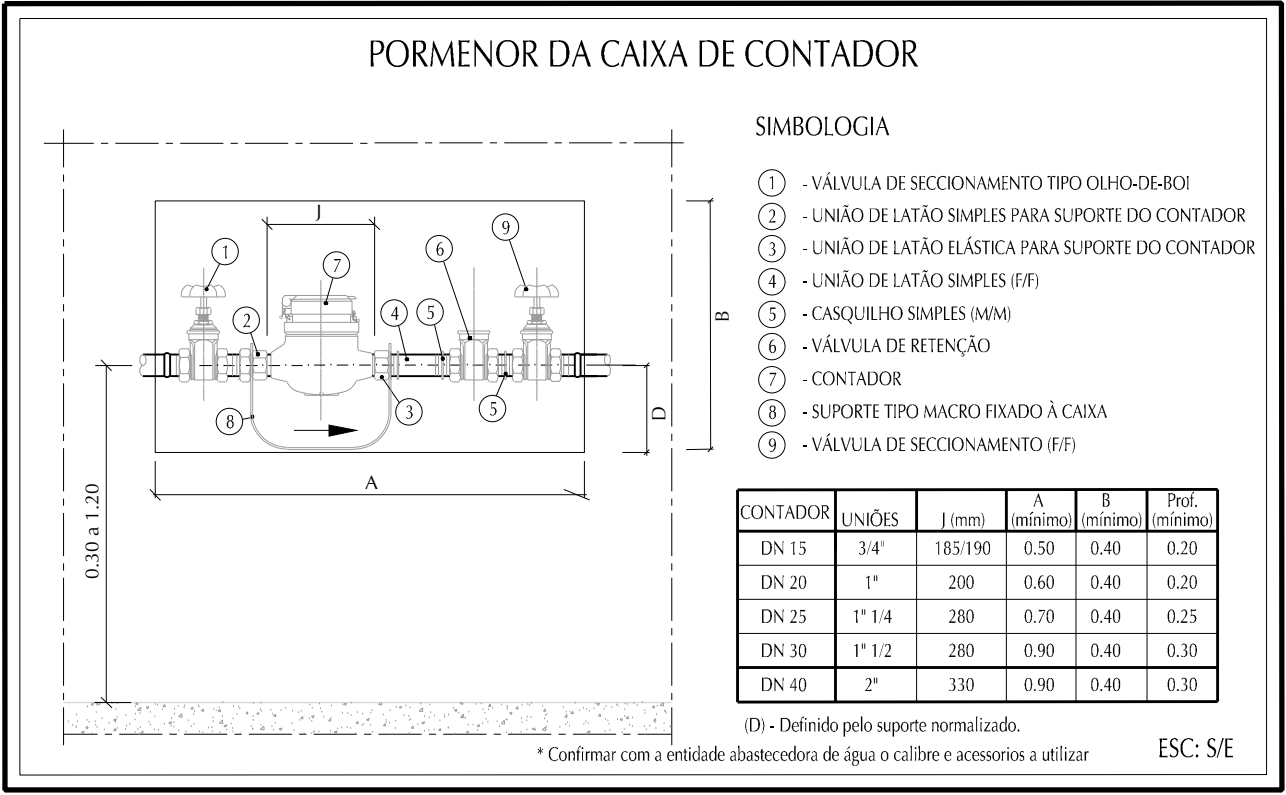 PORMENOR DA CAIXA DE CONTADOR
SIMBOLOGIA
1 - VÁLVULA DE SECCIONAMENTO TIPO OLHO-DE-BOI
2 - UNIÃO DE LATÃO SIMPLES PARA SUPORTE DO CONTADOR
3 - UNIÃO DE LATÃO ELÁSTICA PARA SUPORTE DO CONTADOR
4 - UNIÃO DE LATÃO SIMPLES (F/F)
5 - CASQUILHO SIMPLES (M/M)
6 - VÁLVULA DE RETENÇÃO
7 - CONTADOR
8 - SUPORTE TIPO MACRO FIXADO À CAIXA
9 - VÁLVULA DE SECCIONAMENTO (F/F)
J
1
7
6
9
2
4
5
B
8
3
5
D
A
0.30 a 1.20
CONTADOR UNIÕES J (mm) A (mínimo) B (mínimo) Prof. (mínimo)
DN 15 3/4" 185/190 0.50 0.40 0.20
DN 20 1" 200 0.60 0.40 0.20
DN 25 1" 1/4 280 0.70 0.40 0.25
DN 30 1" 1/2 280 0.90 0.40 0.30
DN 40 2" 330 0.90 0.40 0.30
(D) - Definido pelo suporte normalizado.
* Confirmar com a entidade abastecedora de água o calibre e acessorios a utilizar
ESC: S/E